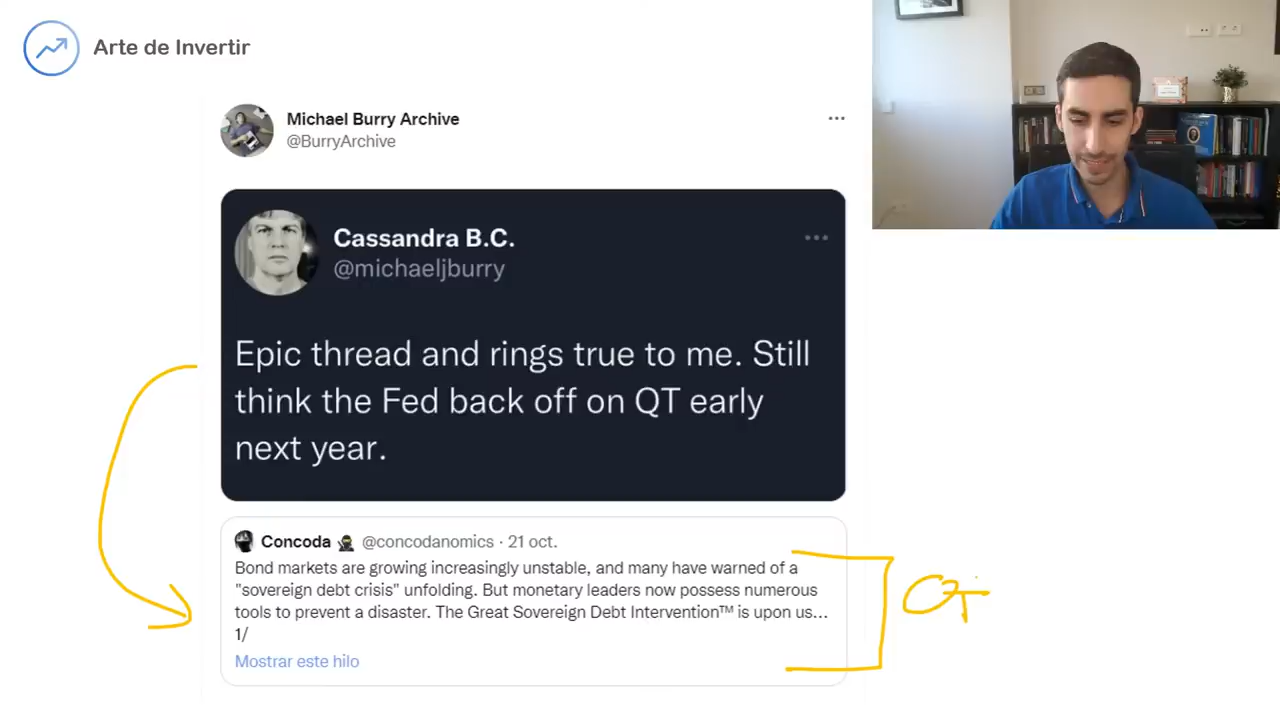 Arte de Invertir
Michael Burry Archive
@BurryArchive
Cassandra B.C.
@michaeljburry
Epic thread and rings true to me. Still
think the Fed back off on QT early
next year.
Concoda @concodanomics · 21 oct.
Bond markets are growing increasingly unstable, and many have warned of a
"sovereign debt crisis" unfolding. But monetary leaders now possess numerous
tools to prevent a disaster. The Great Sovereign Debt Intervention™ is upon us...
1/
Mostrar este hilo
QT